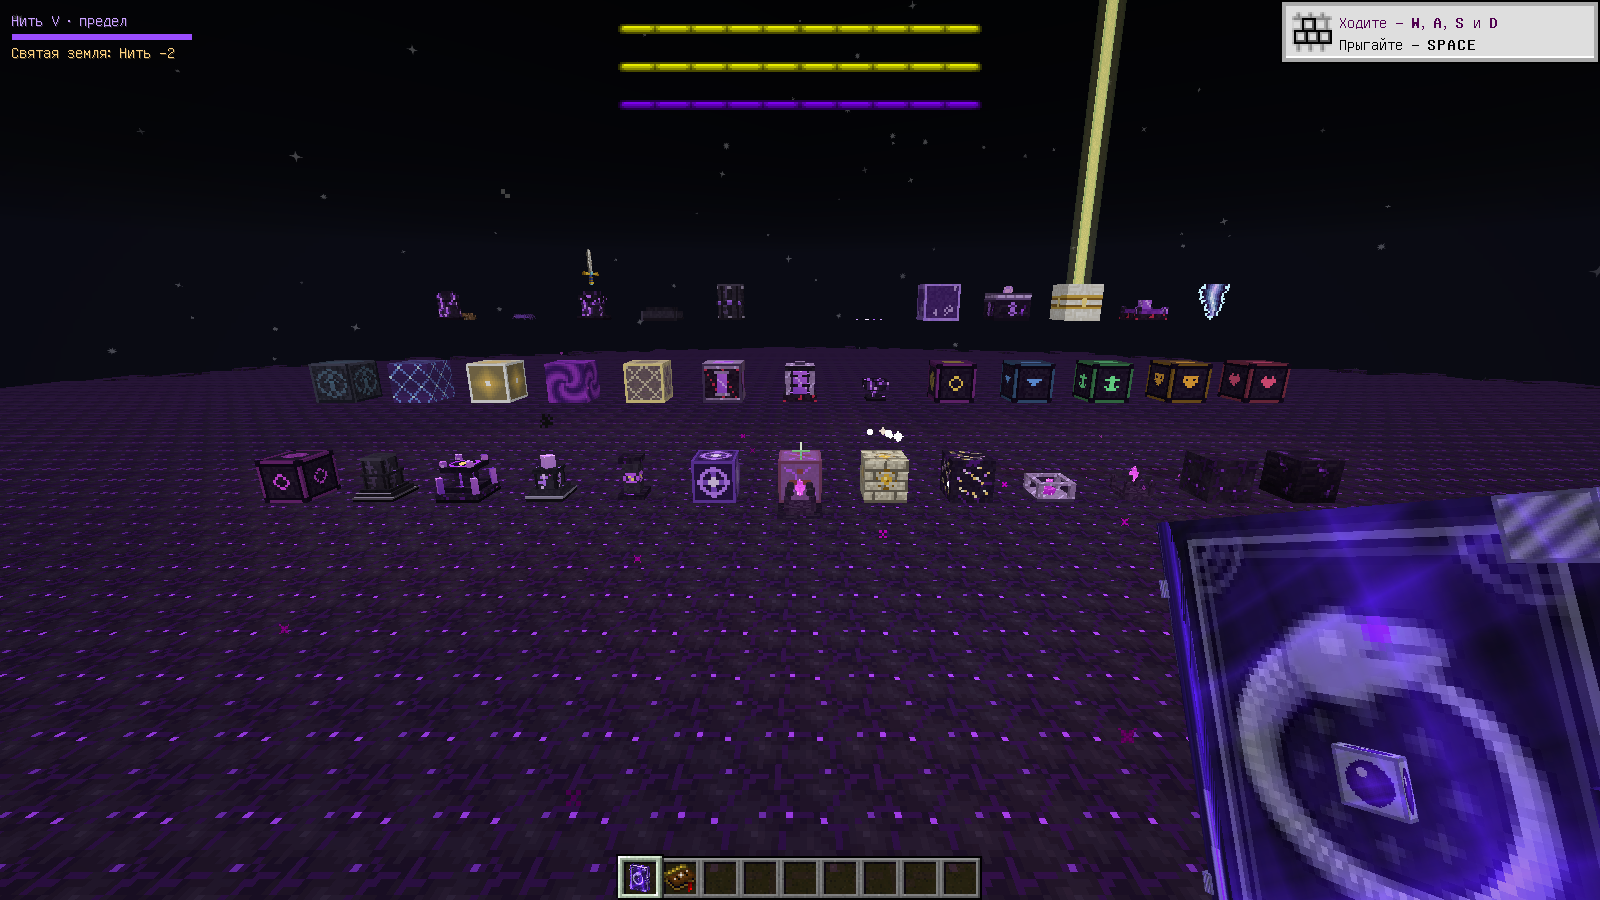 Нить V · предел
Святая земля: Нить -2
Ходите – W, A, S и D
Прыгайте – SPACE